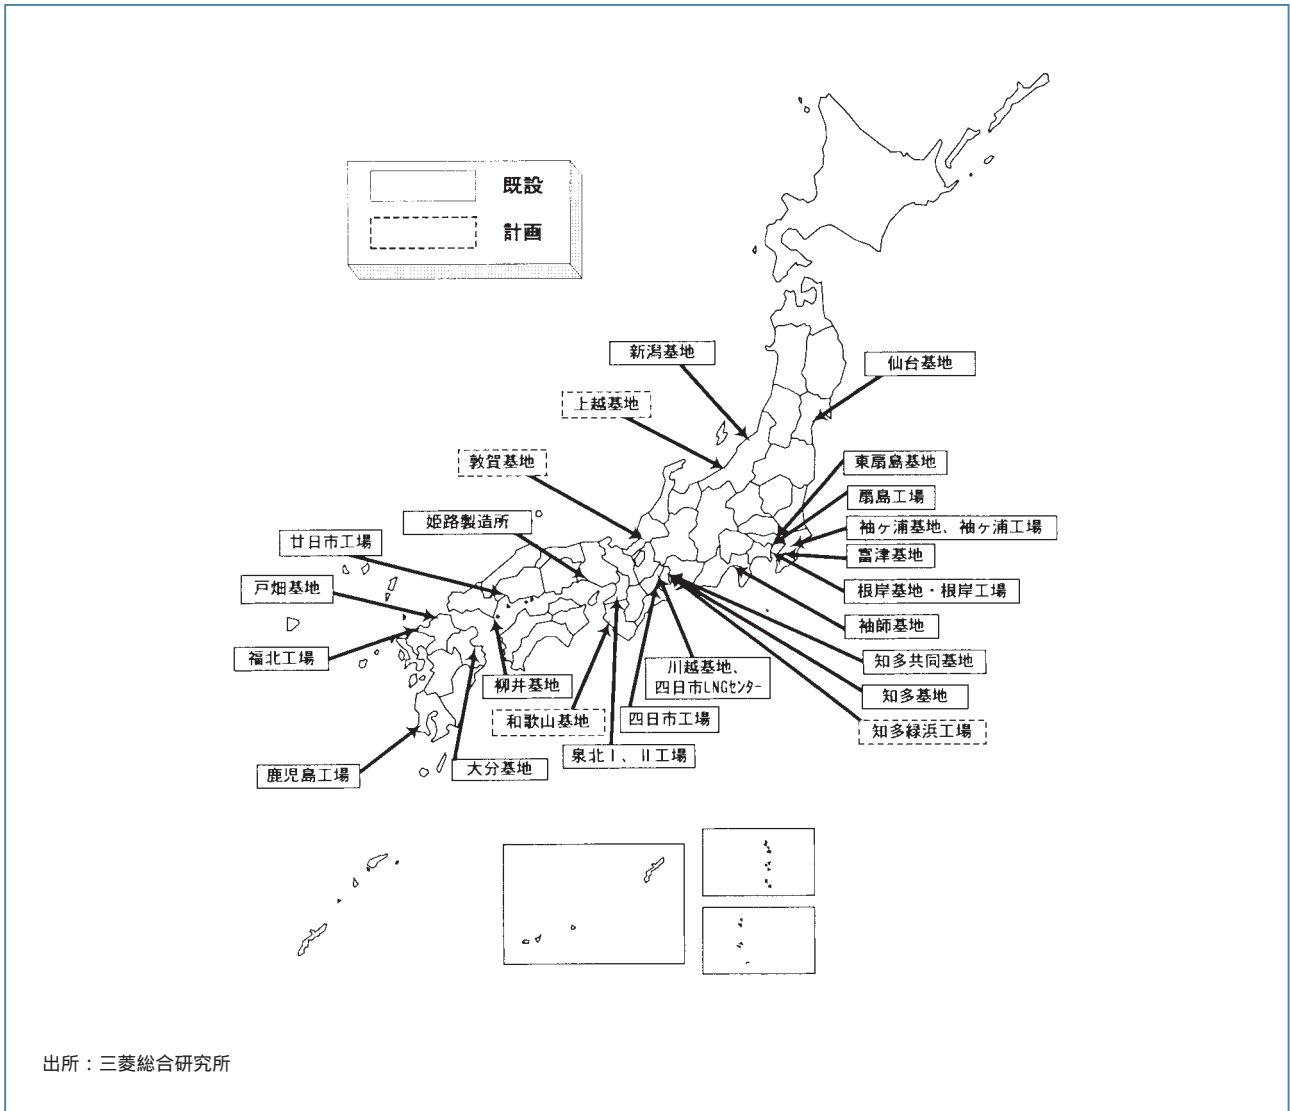 既設
計画
新潟基地
仙台基地
上越基地
敦賀基地
東扇島基地
扇島工場
姫路製造所
袖ヶ浦基地、袖ヶ浦工場
廿日市工場
富津基地
戸畑基地
根岸基地・根岸工場
袖師基地
福北工場
知多共同基地
川越基地、
四日市LNGセンター
柳井基地
知多基地
和歌山基地
四日市工場
知多緑浜工場
泉北Ⅰ、Ⅱ工場
大分基地
鹿児島工場
出所：三菱総合研究所